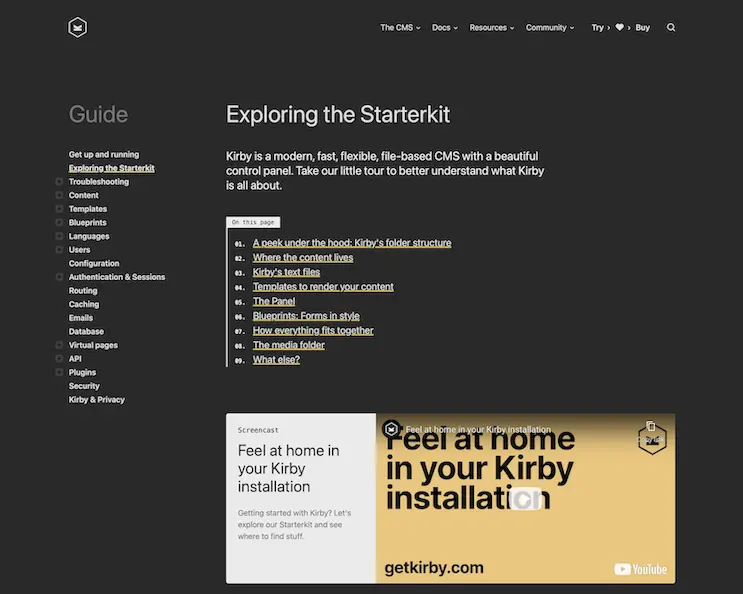 The CMS Docs Resources Community Try › ♥ › Buy
Guide
Get up and running
Exploring the Starterkit
Troubleshooting
Content
Templates
Blueprints
Languages
Users
Configuration
Authentication & Sessions
Routing
Caching
Emails
Database
Virtual pages
API
Plugins
Security
Kirby & Privacy
Exploring the Starterkit
Kirby is a modern, fast, flexible, file-based CMS with a beautiful
control panel. Take our little tour to better understand what Kirby
is all about.
On this page
01. A peek under the hood: Kirby's folder structure
02. Where the content lives
03. Kirby's text files
04. Templates to render your content
05. The Panel
06. Blueprints: Forms in style
07. How everything fits together
08. The media folder
09. What else?
Screencast
Feel at home in
your Kirby
installation
Getting started with Kirby? Let's
explore our Starterkit and see
where to find stuff.
Feel at home in your Kirby installation
Copy link
Feel at home
in your Kirby
installation
getkirby.com
YouTube